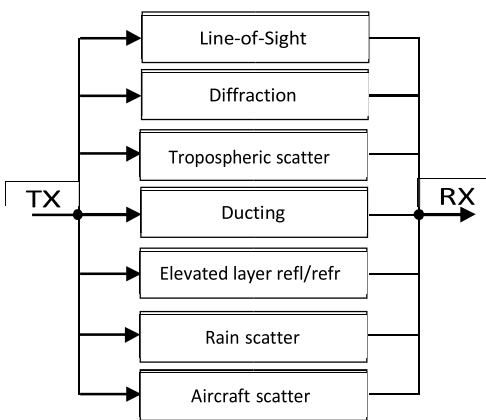 Line-of-Sight
Diffraction
Tropospheric scatter
TX
Ducting
RX
Elevated layer refl/refr
Rain scatter
Aircraft scatter